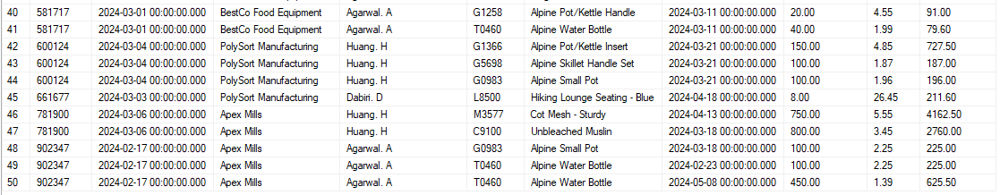 40 581717 2024-03-01 00:00:00.000 BestCo Food Equipment Agarwal. A G1258 Alpine Pot/Kettle Handle 2024-03-11 00:00:00.000 20.00 4.55 91.00
41 581717 2024-03-01 00:00:00.000 BestCo Food Equipment Agarwal. A T0460 Alpine Water Bottle 2024-03-11 00:00:00.000 40.00 1.99 79.60
42 600124 2024-03-04 00:00:00.000 PolySort Manufacturing Huang. H G1366 Alpine Pot/Kettle Insert 2024-03-21 00:00:00.000 150.00 4.85 727.50
43 600124 2024-03-04 00:00:00.000 PolySort Manufacturing Huang. H G5698 Alpine Skillet Handle Set 2024-03-21 00:00:00.000 100.00 1.87 187.00
44 600124 2024-03-04 00:00:00.000 PolySort Manufacturing Huang. H G0983 Alpine Small Pot 2024-03-21 00:00:00.000 100.00 1.96 196.00
45 661677 2024-03-03 00:00:00.000 PolySort Manufacturing Dabiri. D L8500 Hiking Lounge Seating - Blue 2024-04-18 00:00:00.000 8.00 26.45 211.60
46 781900 2024-03-06 00:00:00.000 Apex Mills Huang. H M3577 Cot Mesh - Sturdy 2024-04-13 00:00:00.000 750.00 5.55 4162.50
47 781900 2024-03-06 00:00:00.000 Apex Mills Huang. H C9100 Unbleached Muslin 2024-03-18 00:00:00.000 800.00 3.45 2760.00
48 902347 2024-02-17 00:00:00.000 Apex Mills Agarwal. A G0983 Alpine Small Pot 2024-03-18 00:00:00.000 100.00 2.25 225.00
49 902347 2024-02-17 00:00:00.000 Apex Mills Agarwal. A T0460 Alpine Water Bottle 2024-02-23 00:00:00.000 100.00 2.25 225.00
50 902347 2024-02-17 00:00:00.000 Apex Mills Agarwal. A T0460 Alpine Water Bottle 2024-05-08 00:00:00.000 450.00 1.39 625.50